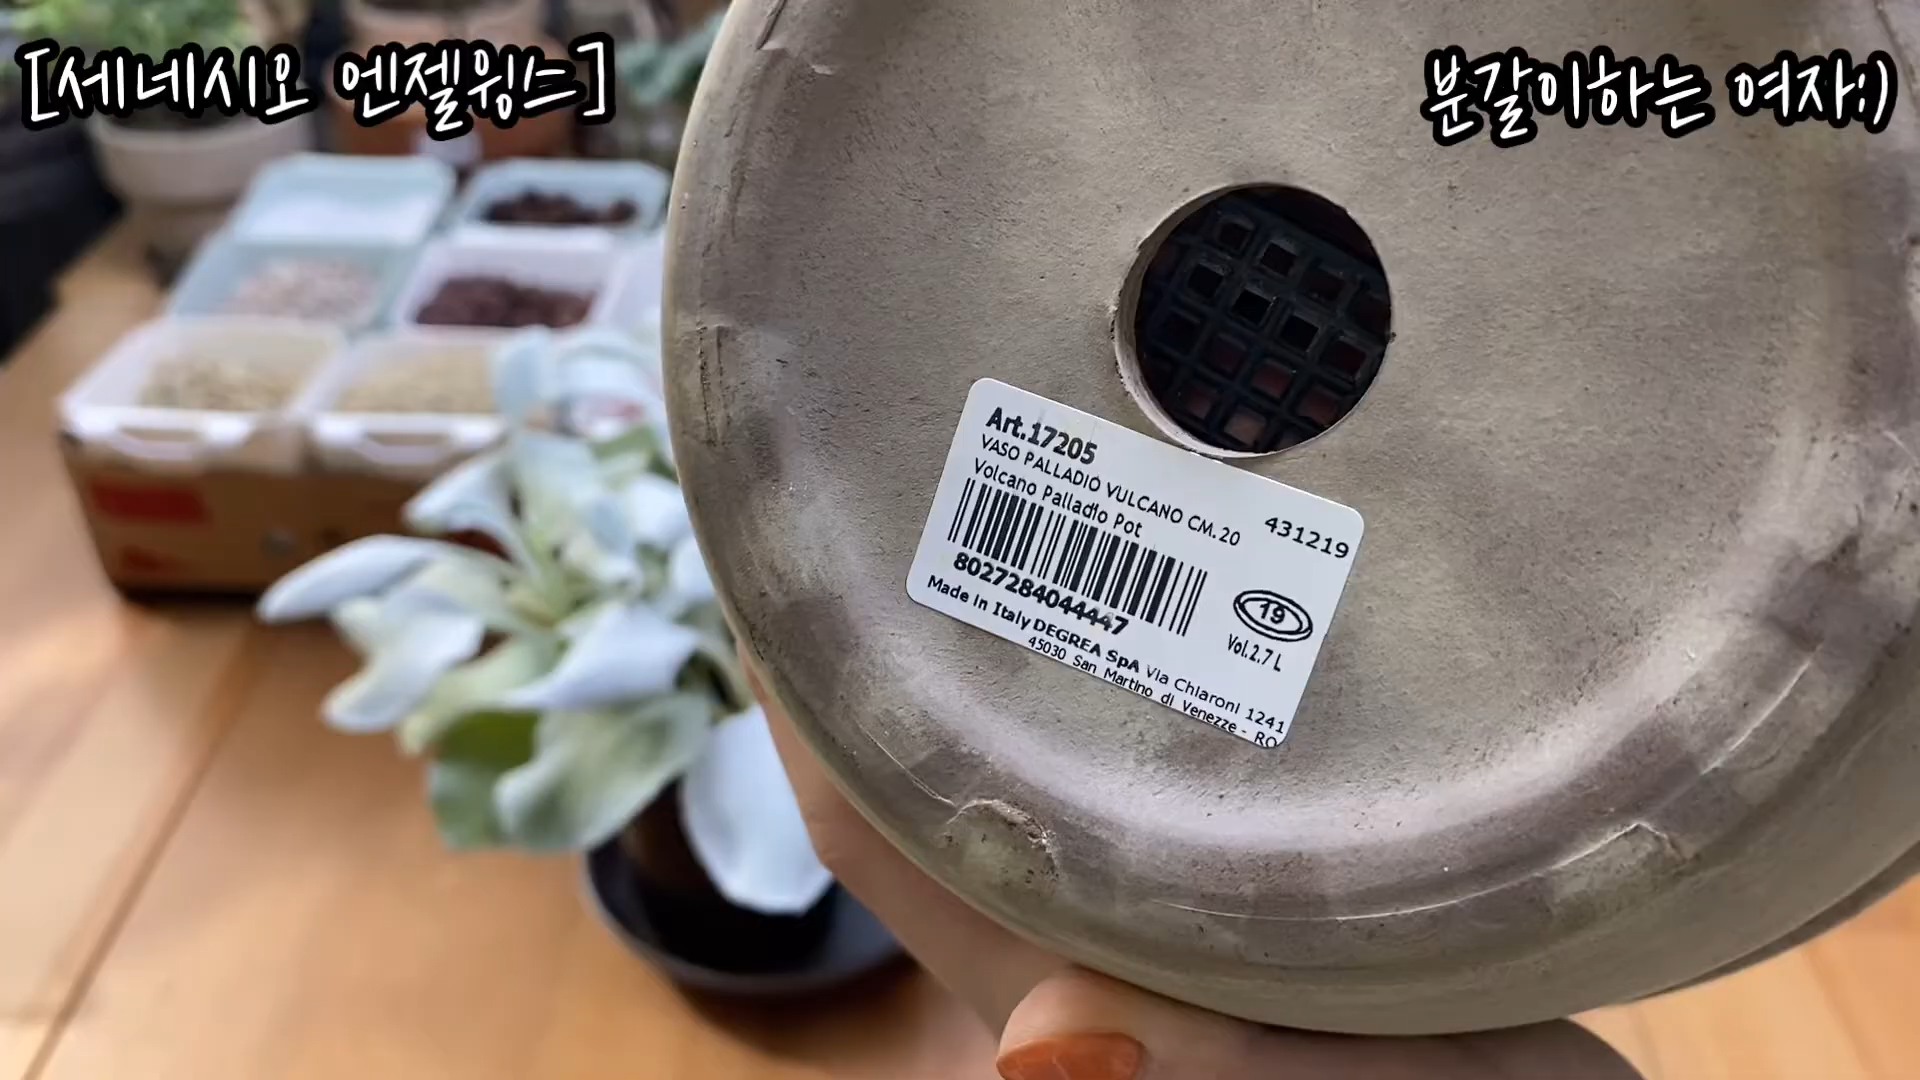 [세네시오 엔젤윙스]
분갈이하는 여자:)
Art.17205
VASO PALLADIO VULCANO CM.20
Volcano Palladio Pot
431219
8027284044447
19
Vol.2.7 L
Made in Italy DEGREA SpA Via Chiaroni 1241
45030 San Martino di Venezze - RO